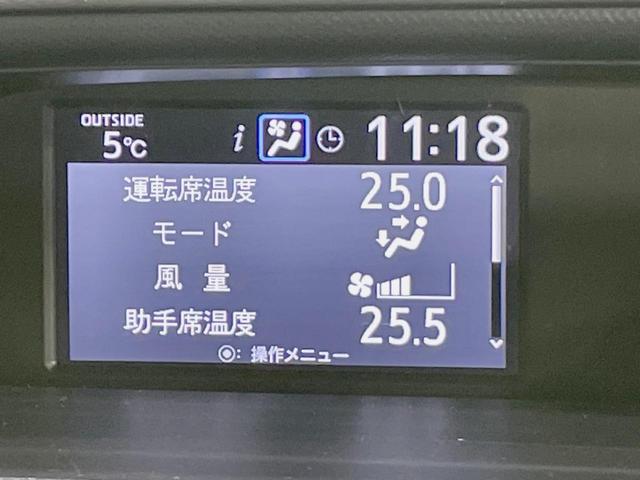 OUTSIDE
5℃ i 11:18
運転席温度 25.0
モード
風量
助手席温度 25.5
◉: 操作メニュー